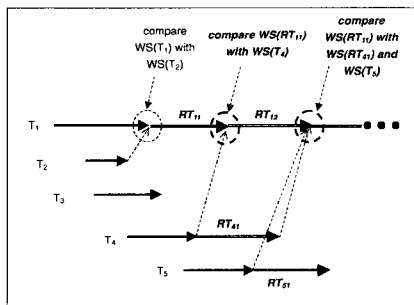 compare
WS(T1) with
WS(T2)
compare WS(RT11)
with WS(T4)
compare
WS(RT11) with
WS(RT41) and
WS(T5)
RT11
RT12
T1
T2
T3
RT41
T4
T5
RT51